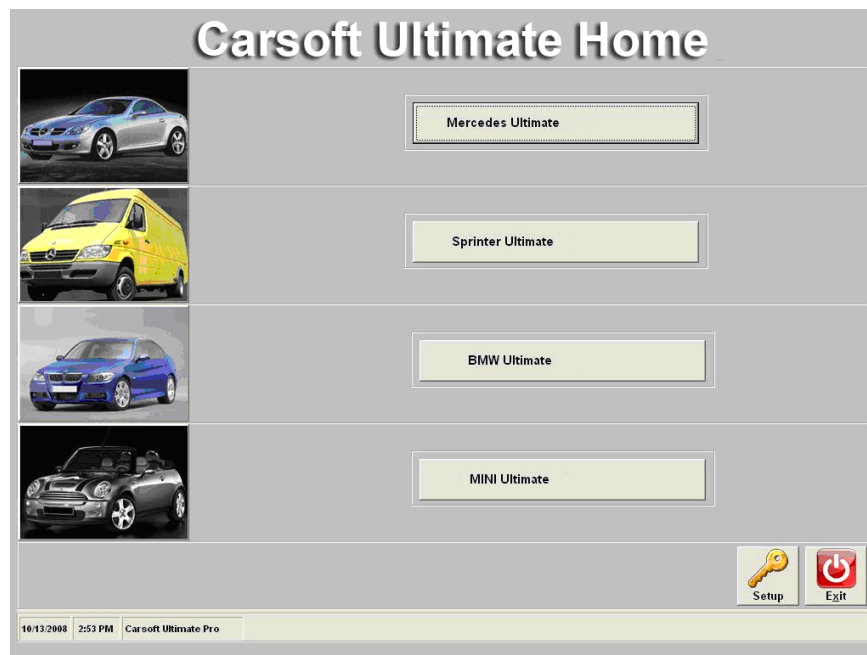 Carsoft Ultimate Home
Mercedes Ultimate
Sprinter Ultimate
BMW Ultimate
MINI Ultimate
Setup
Exit
10/13/2008 2:53 PM Carsoft Ultimate Pro